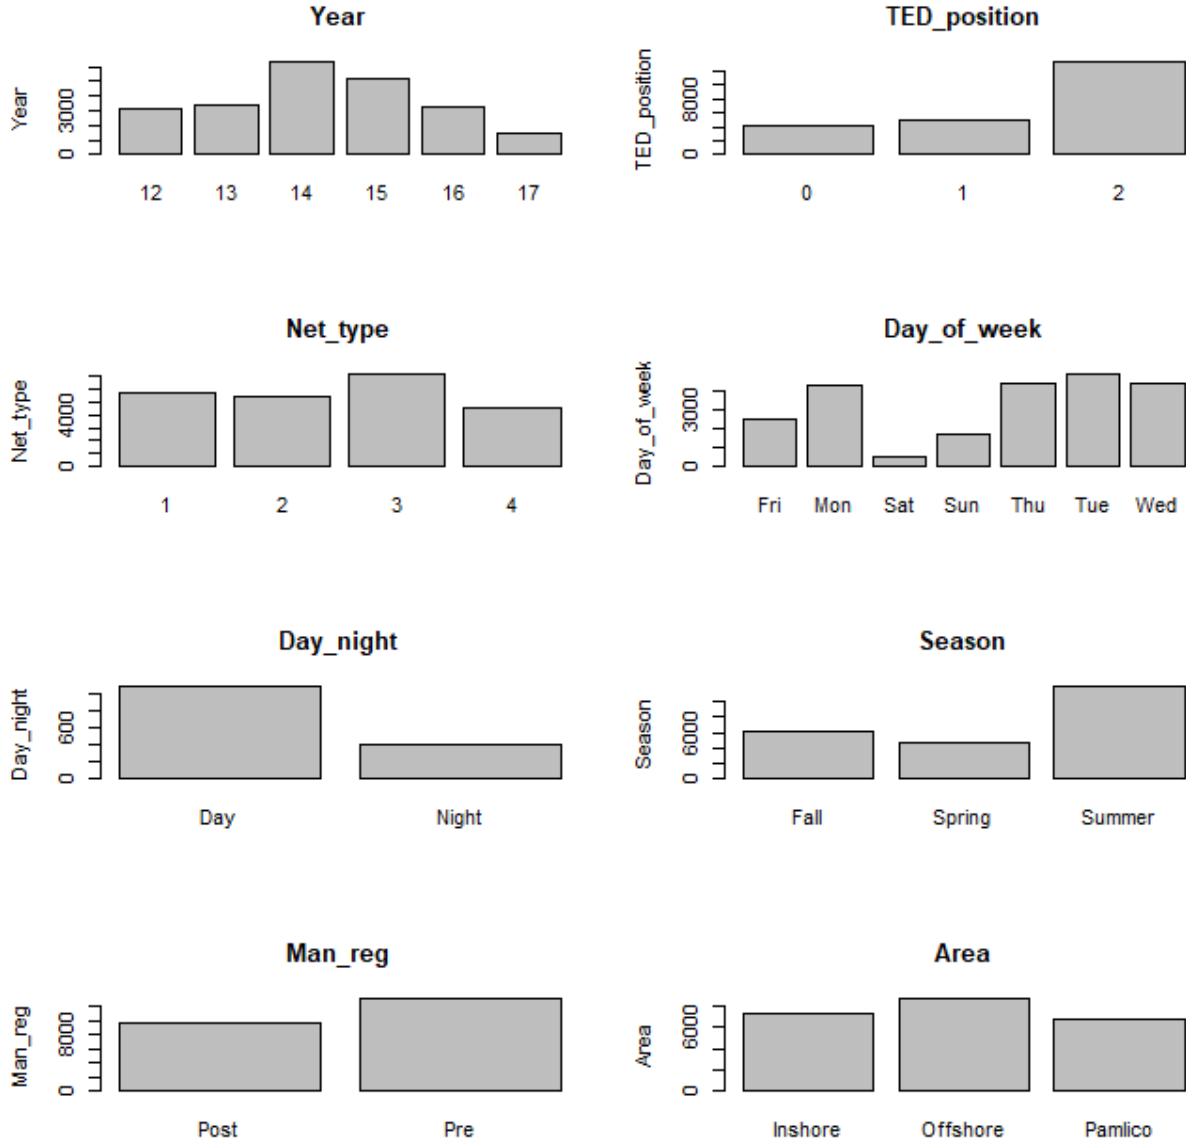 Year
Year
3000
0
12 13 14 15 16 17
TED_position
TED_position
8000
0
0 1 2
Net_type
Net_type
4000
0
1 2 3 4
Day_of_week
Day_of_week
3000
0
Fri Mon Sat Sun Thu Tue Wed
Day_night
Day_night
600
0
Day Night
Season
Season
6000
0
Fall Spring Summer
Man_reg
Man_reg
8000
0
Post Pre
Area
Area
6000
0
Inshore Offshore Pamlico